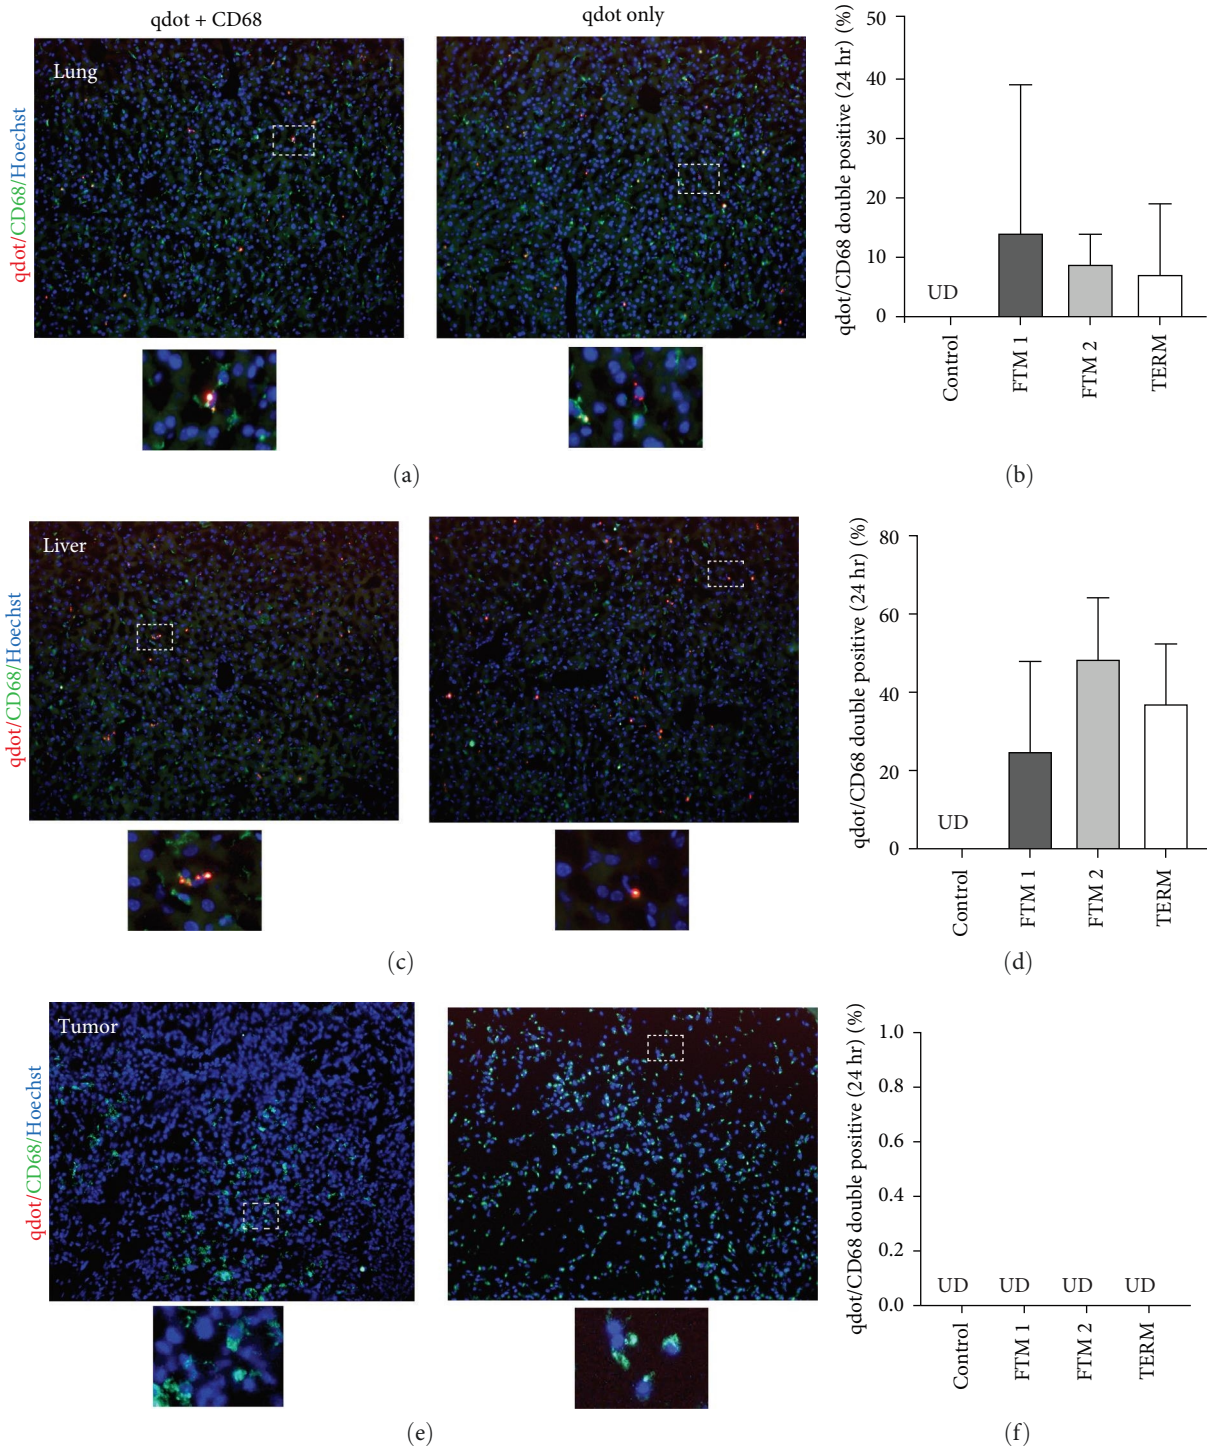 qdot + CD68
qdot only
Lung
qdot/CD68/Hoechst
(a)
qdot/CD68 double positive (24 hr) (%)
50
40
30
20
10
0
UD
Control
FTM 1
FTM 2
TERM
(b)
Liver
qdot/CD68/Hoechst
(c)
qdot/CD68 double positive (24 hr) (%)
80
60
40
20
0
UD
Control
FTM 1
FTM 2
TERM
(d)
Tumor
qdot/CD68/Hoechst
(e)
qdot/CD68 double positive (24 hr) (%)
1.0
0.8
0.6
0.4
0.2
0.0
UD UD UD UD
Control
FTM 1
FTM 2
TERM
(f)